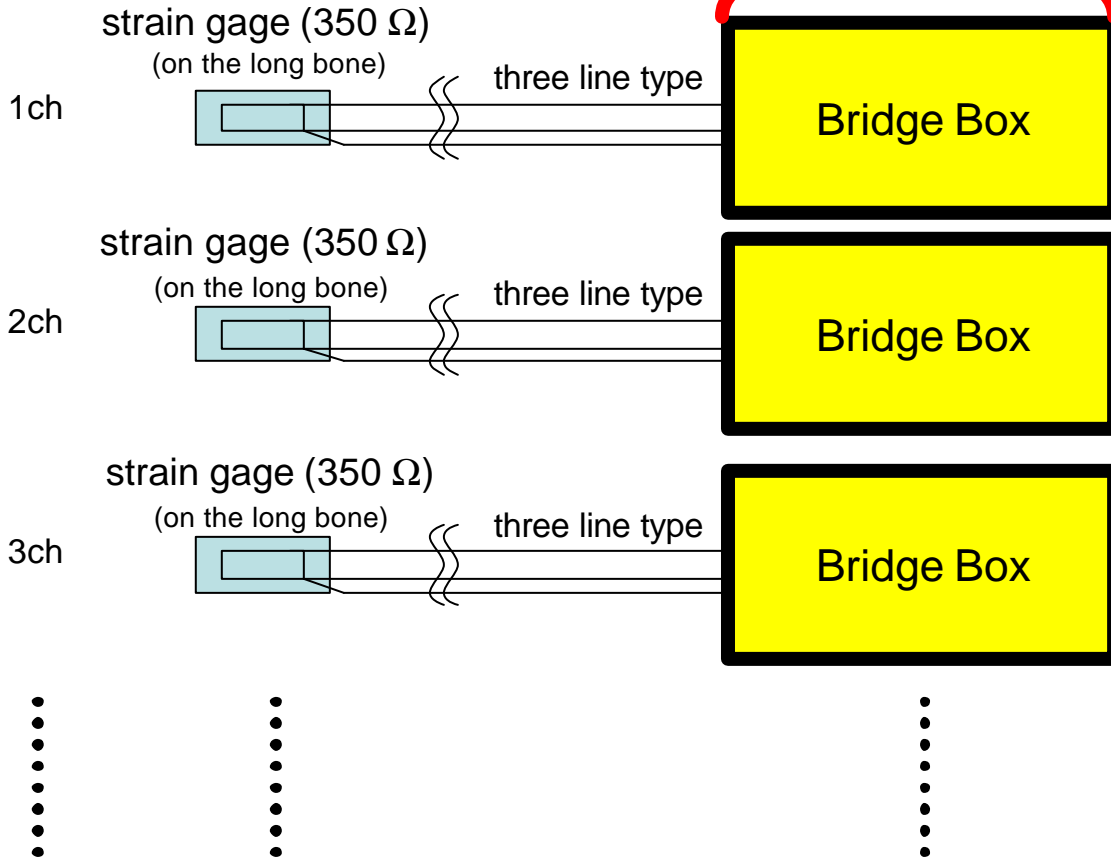 strain gage (350 Ω)
(on the long bone)
three line type
1ch
Bridge Box
strain gage (350 Ω)
(on the long bone)
three line type
2ch
Bridge Box
strain gage (350 Ω)
(on the long bone)
three line type
3ch
Bridge Box